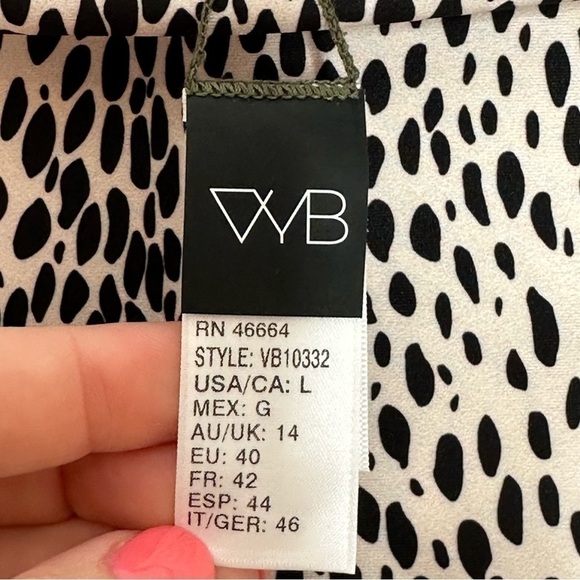 VYB
RN 46664
STYLE: VB10332
USA/CA: L
MEX: G
AU/UK: 14
EU: 40
FR: 42
ESP: 44
IT/GER: 46